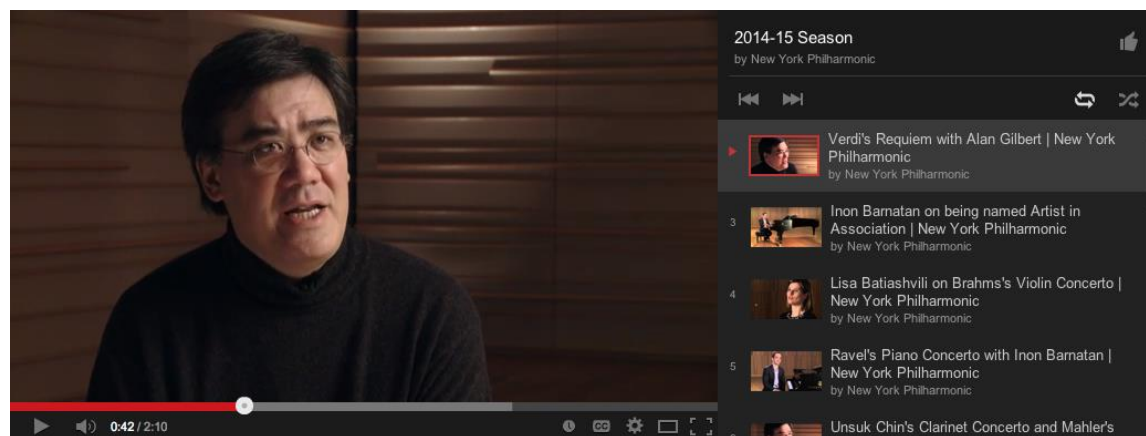 2014-15 Season
by New York Philharmonic
Verdi's Requiem with Alan Gilbert | New York
Philharmonic
by New York Philharmonic
3
Inon Barnatan on being named Artist in
Association | New York Philharmonic
by New York Philharmonic
4
Lisa Batiashvili on Brahms's Violin Concerto |
New York Philharmonic
by New York Philharmonic
5
Ravel's Piano Concerto with Inon Barnatan |
New York Philharmonic
by New York Philharmonic
Unsuk Chin's Clarinet Concerto and Mahler's
0:42 / 2:10
CC